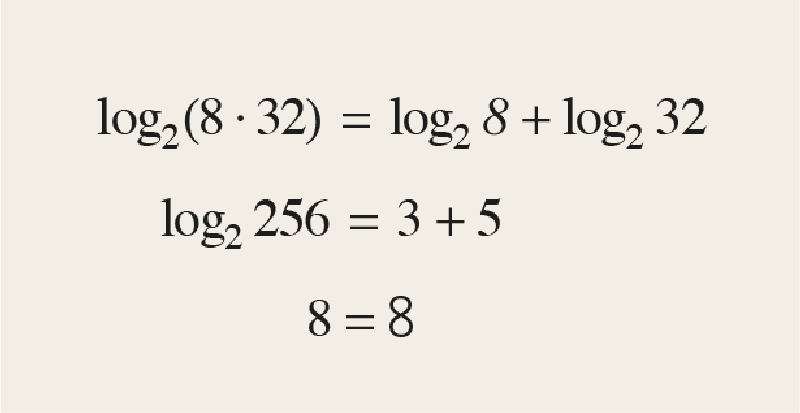 log₂(8 · 32) = log₂ 8 + log₂ 32
log₂ 256 = 3 + 5
8 = 8